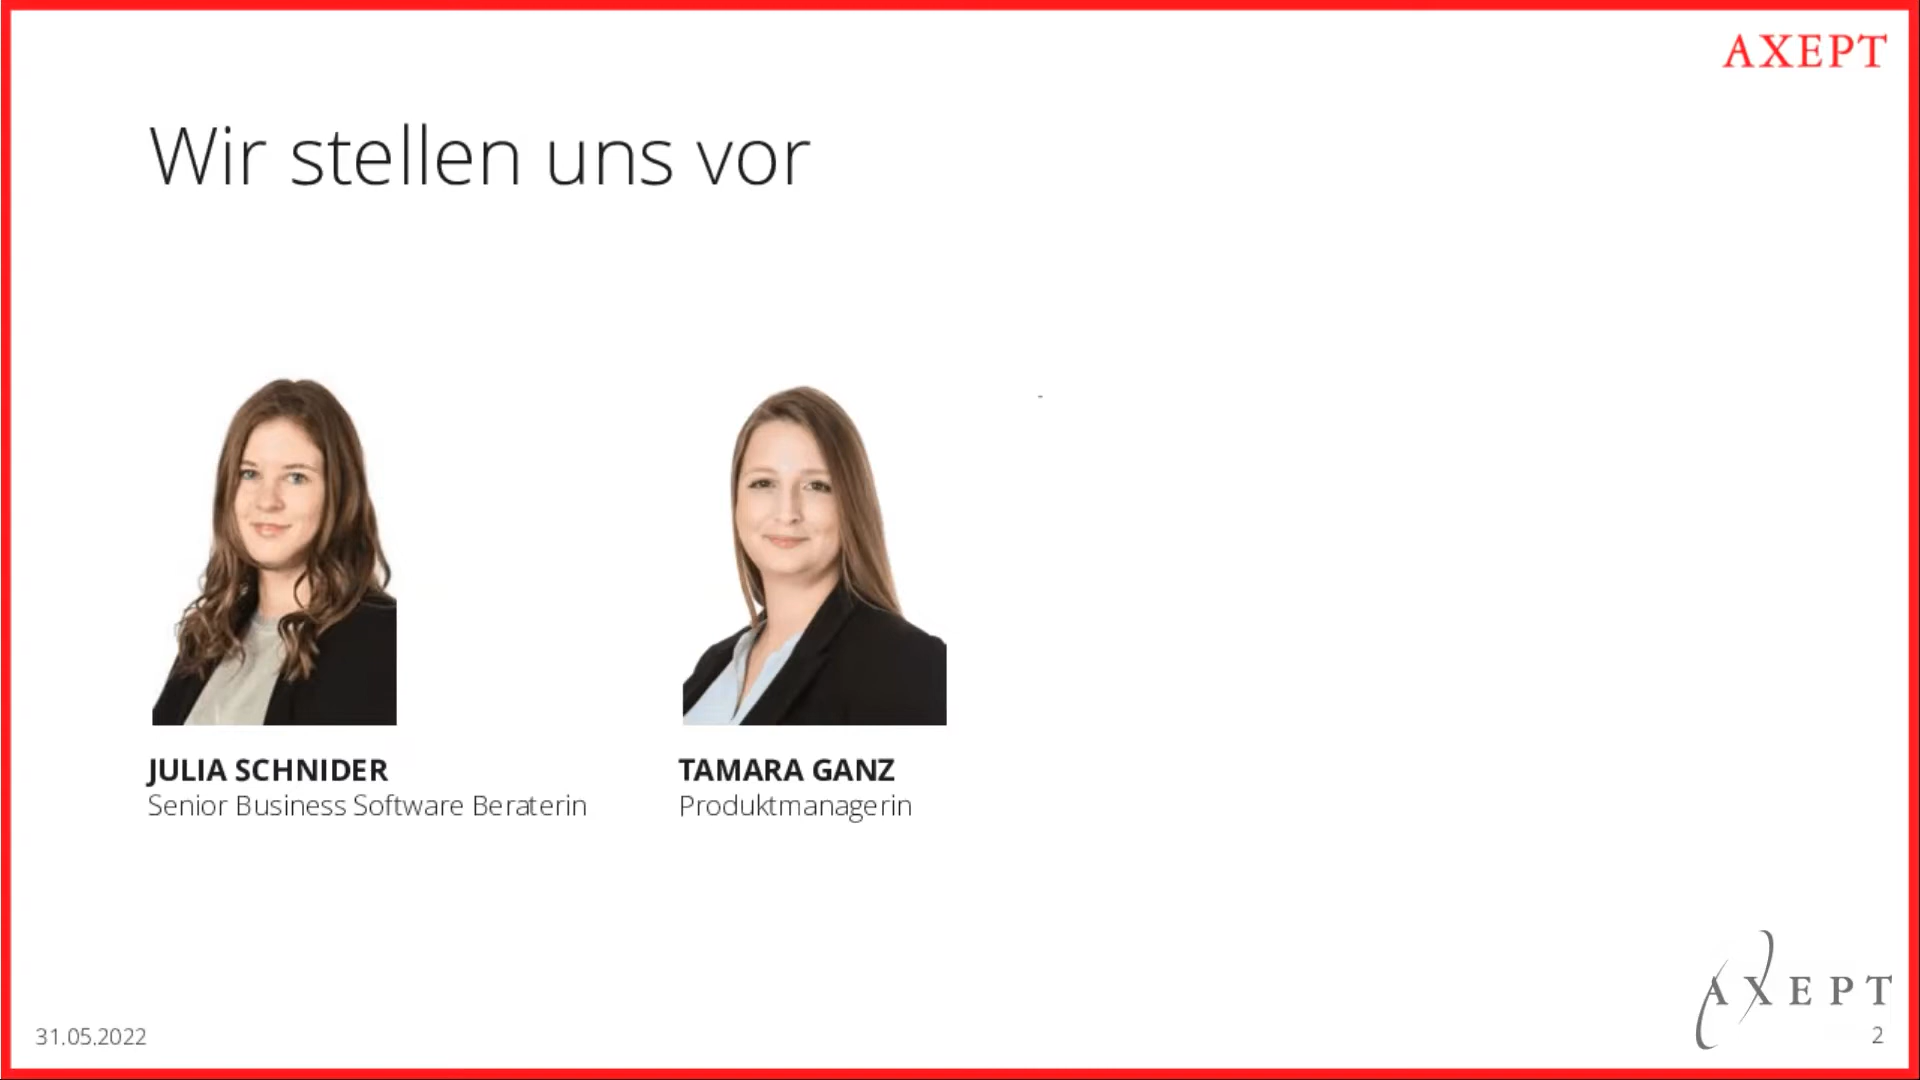 AXEPT
Wir stellen uns vor
JULIA SCHNIDER
Senior Business Software Beraterin
TAMARA GANZ
Produktmanagerin
AXEPT
31.05.2022
2